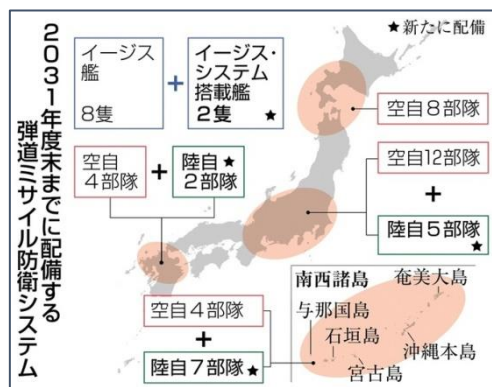 2031年度末までに配備する
弾道ミサイル防衛システム
★新たに配備
イージス
艦
8隻
+
イージス・
システム
搭載艦
2隻★
空自8部隊
空自
4部隊
+
陸自★
2部隊
空自12部隊
+
陸自5部隊
★
空自4部隊
+
陸自7部隊★
南西諸島
奄美大島
与那国島
石垣島
沖縄本島
宮古島